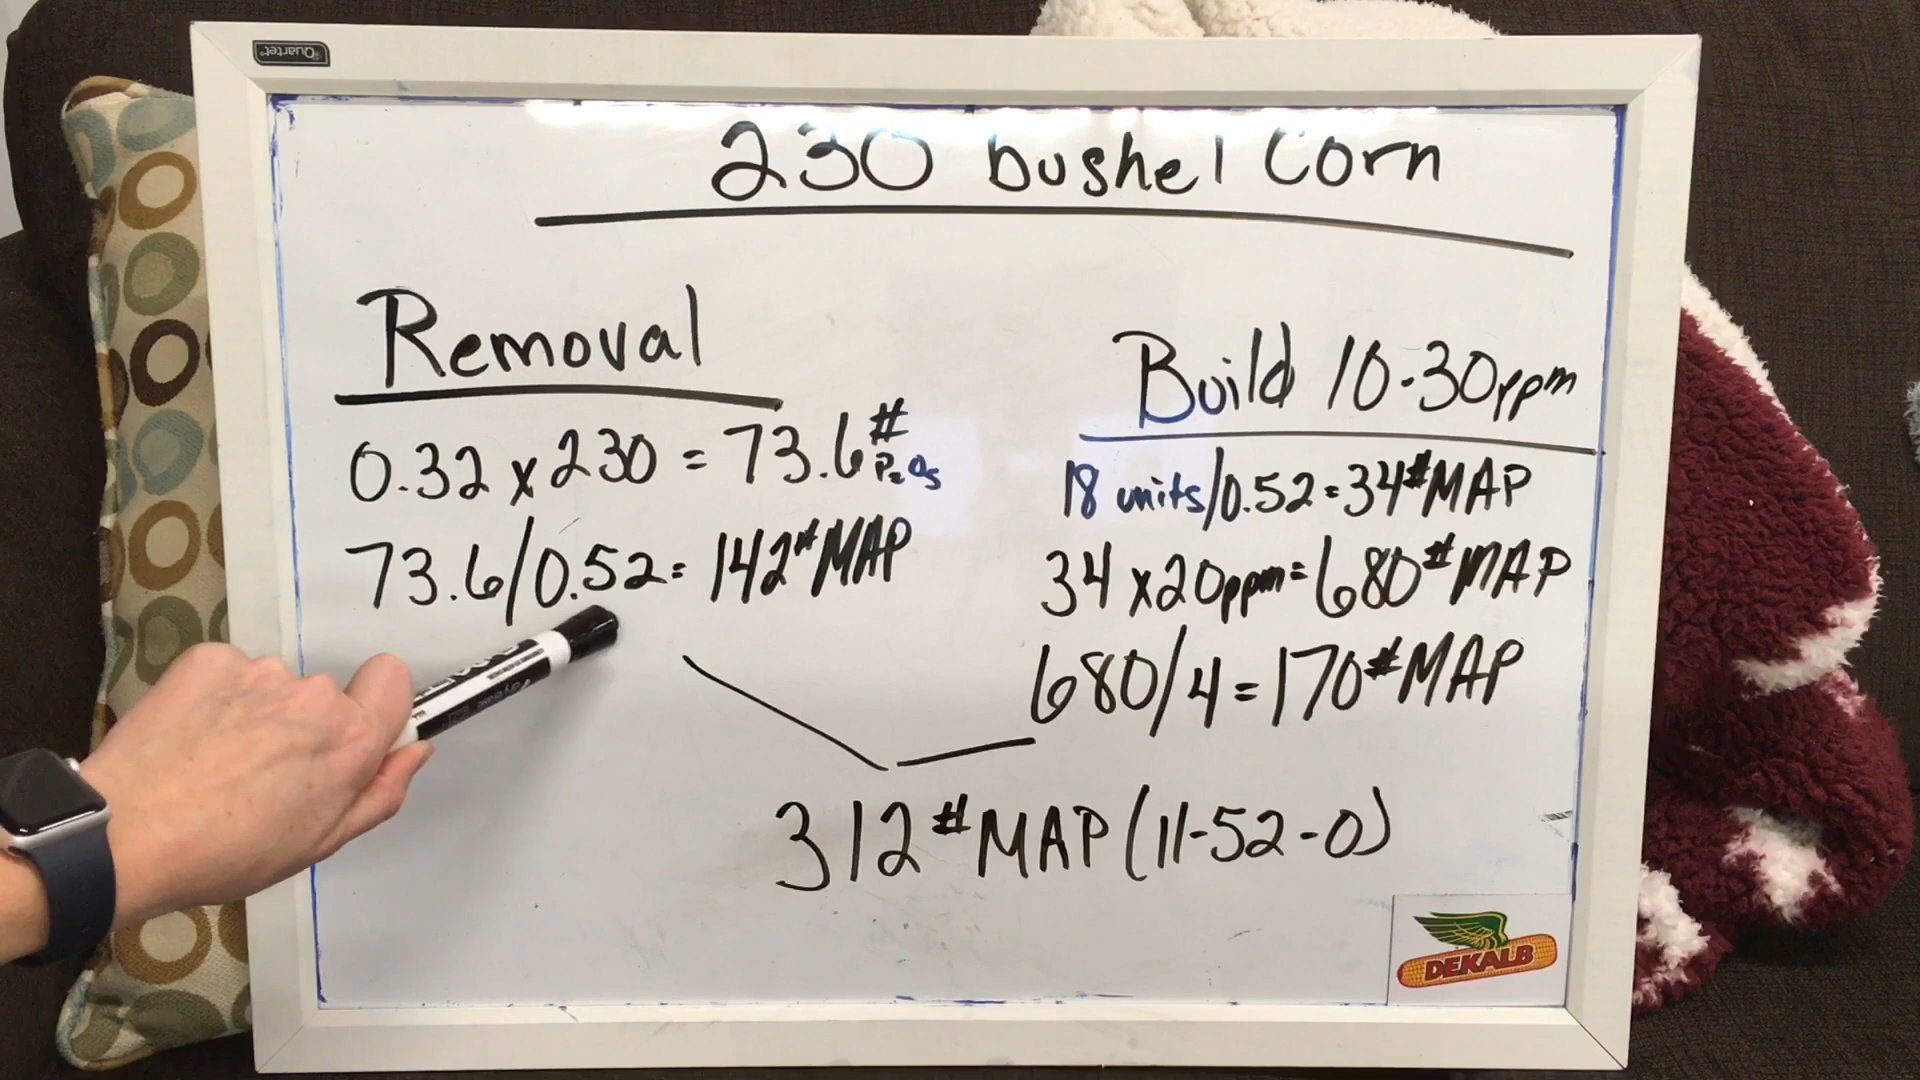 Quartet
230 bushel Corn
Removal
0.32 x 230 = 73.6# P2O5
73.6/0.52 = 142# MAP
Build 10-30ppm
18 units/0.52 = 34# MAP
34 x 20ppm = 680# MAP
680/4 = 170# MAP
312# MAP (11-52-0)
DEKALB